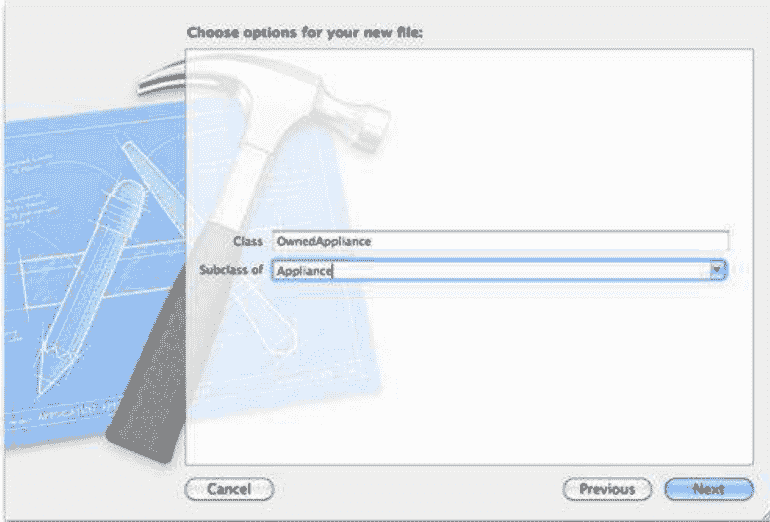 Choose options for your new file:
Class OwnedAppliance
Subclass of Appliance
Cancel Previous Next